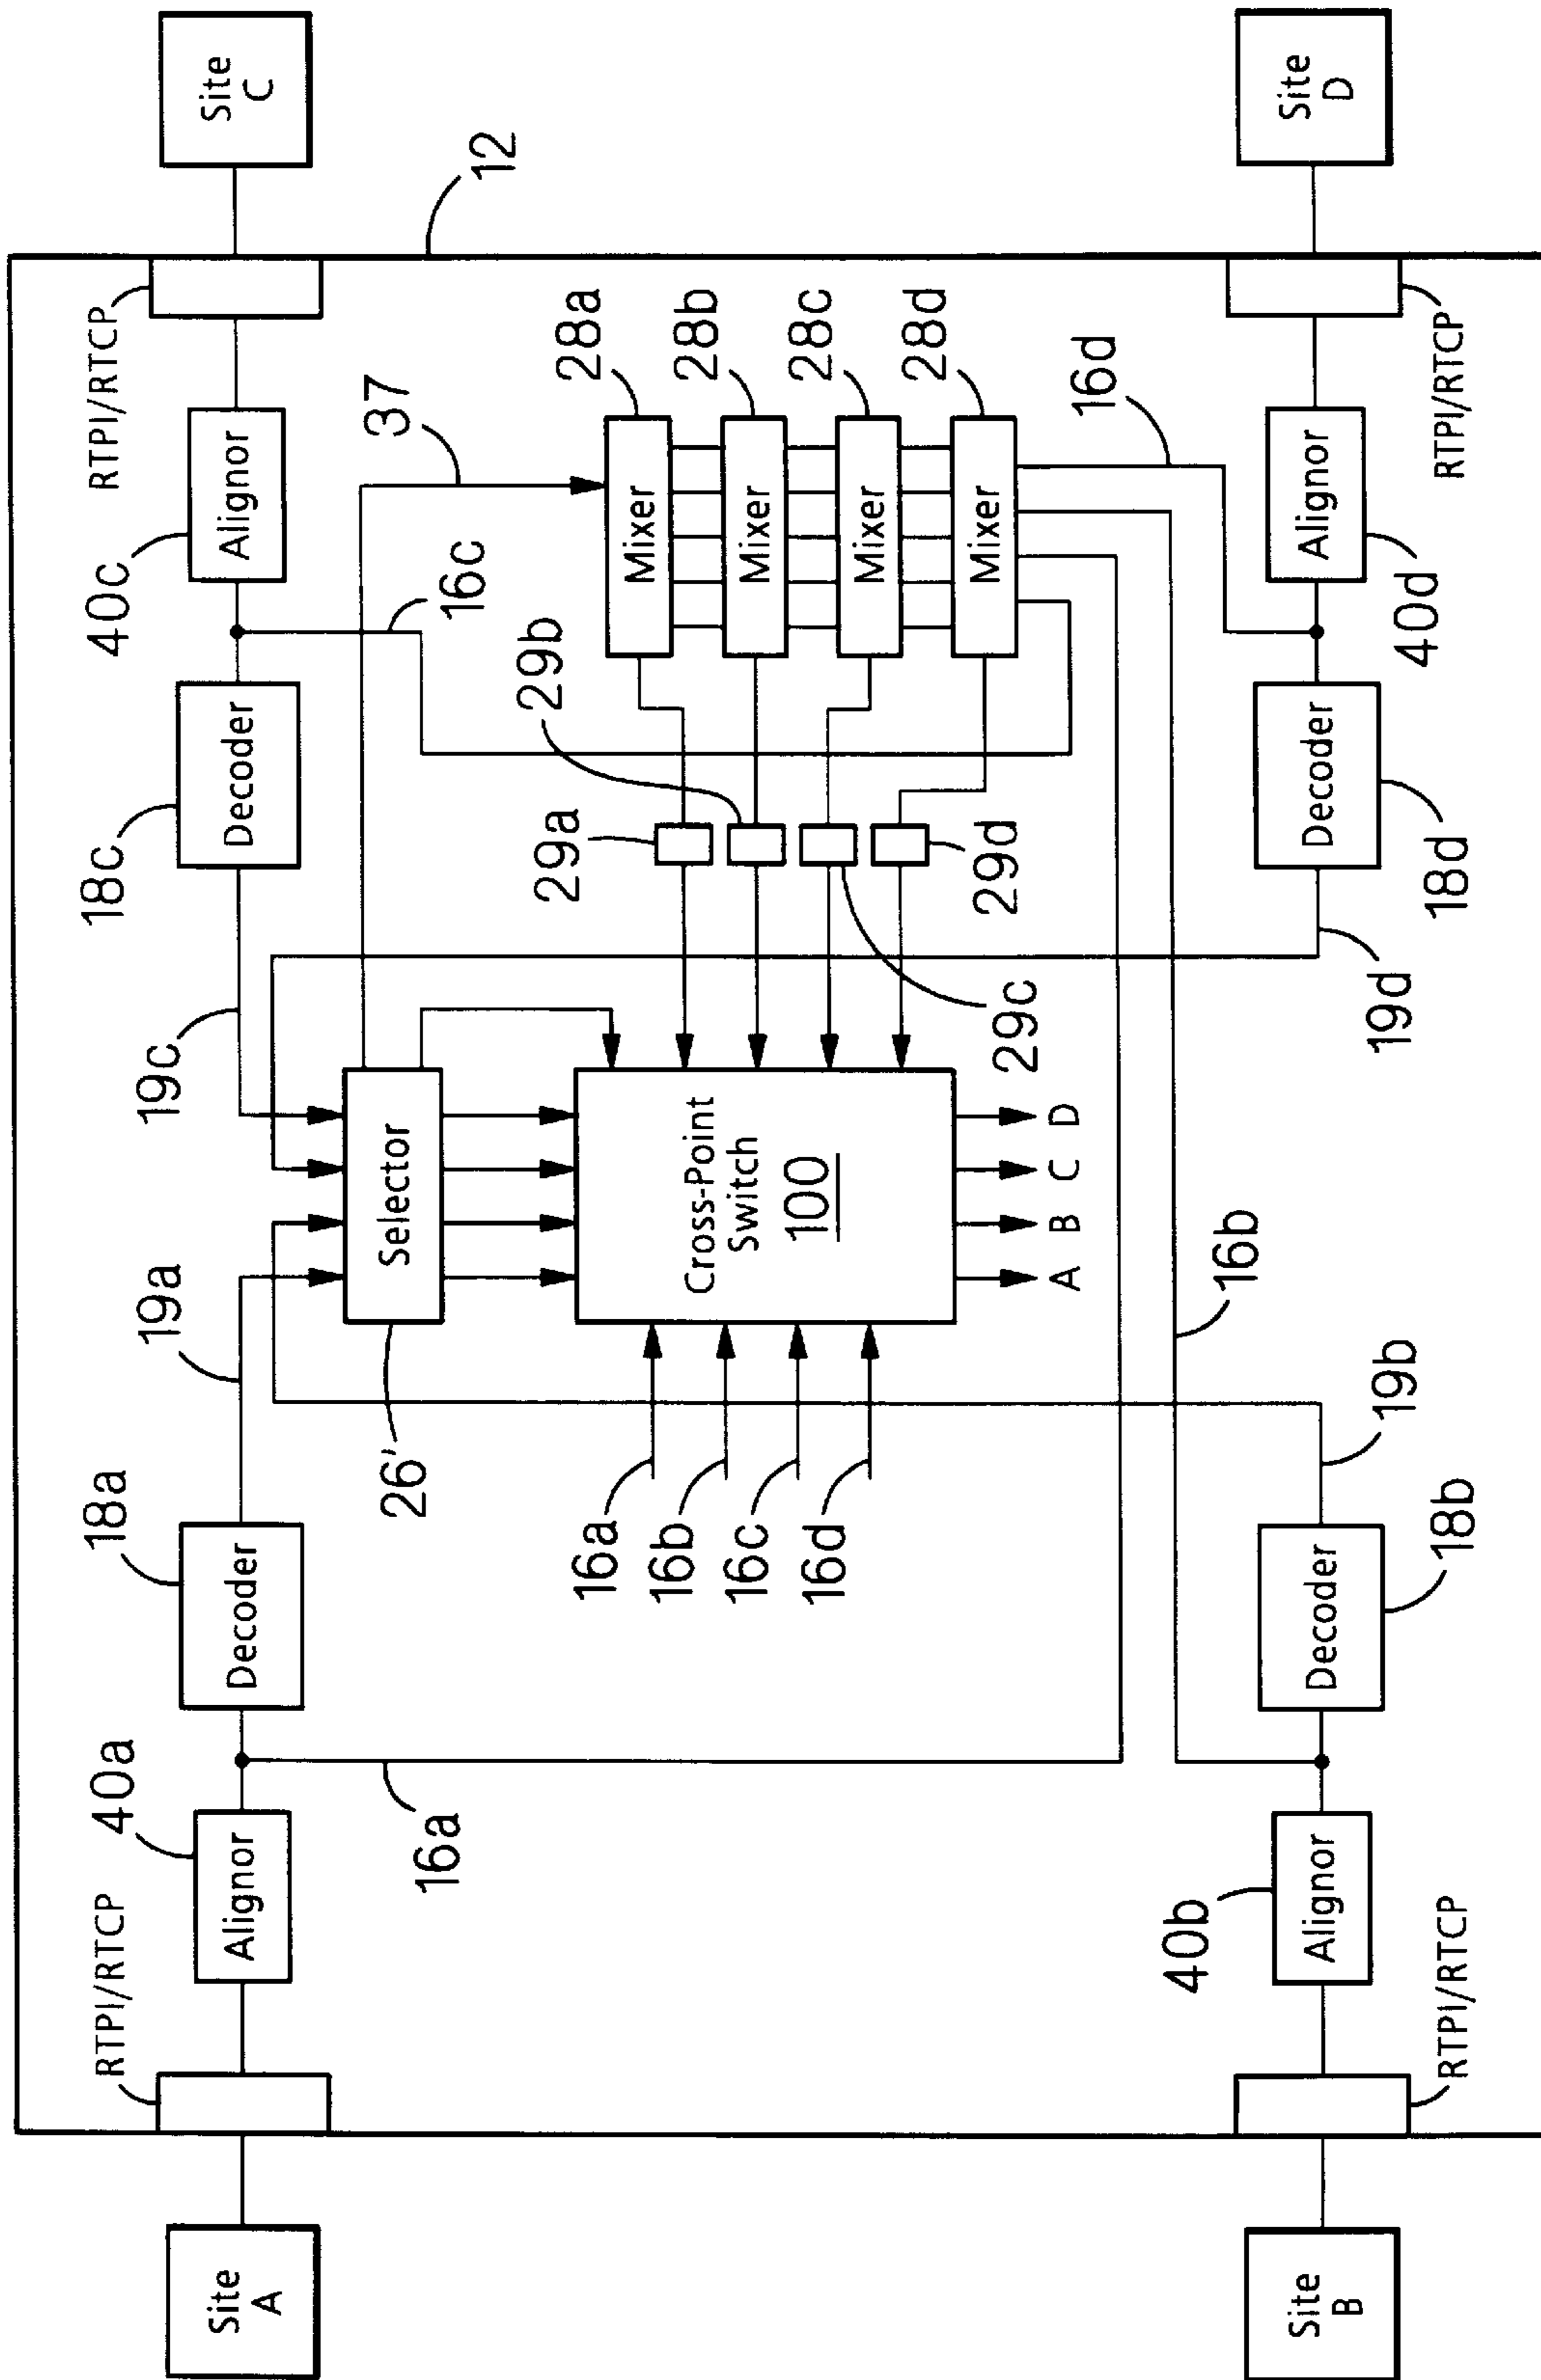 Site
A
Site
B
Site
C
Site
D
RTPI/RTCP
RTPI/RTCP
RTPI/RTCP
RTPI/RTCP
12
40a
Alignor
18a
Decoder
19a
16a
40b
Alignor
18b
Decoder
19b
16b
40c
Alignor
18c
Decoder
19c
16c
40d
Alignor
18d
Decoder
19d
16d
26'
Selector
37
Cross-Point
Switch
100
16a
16b
16c
16d
A
B
C
D
29a
29b
29c
29d
28a
Mixer
28b
Mixer
28c
Mixer
28d
Mixer